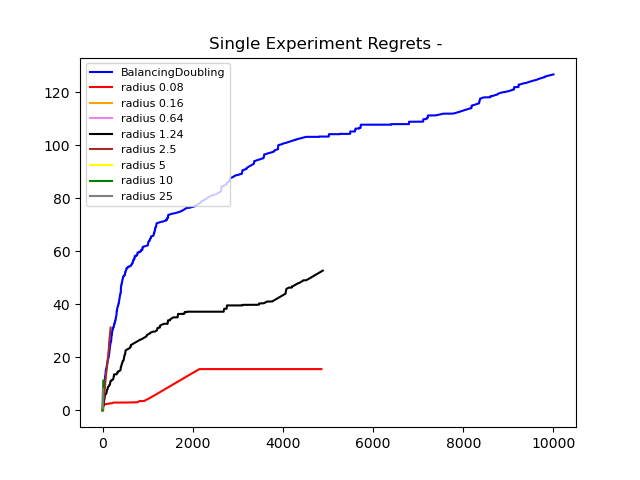 Single Experiment Regrets -
BalancingDoubling
radius 0.08
radius 0.16
radius 0.64
radius 1.24
radius 2.5
radius 5
radius 10
radius 25
120
100
80
60
40
20
0
0 2000 4000 6000 8000 10000